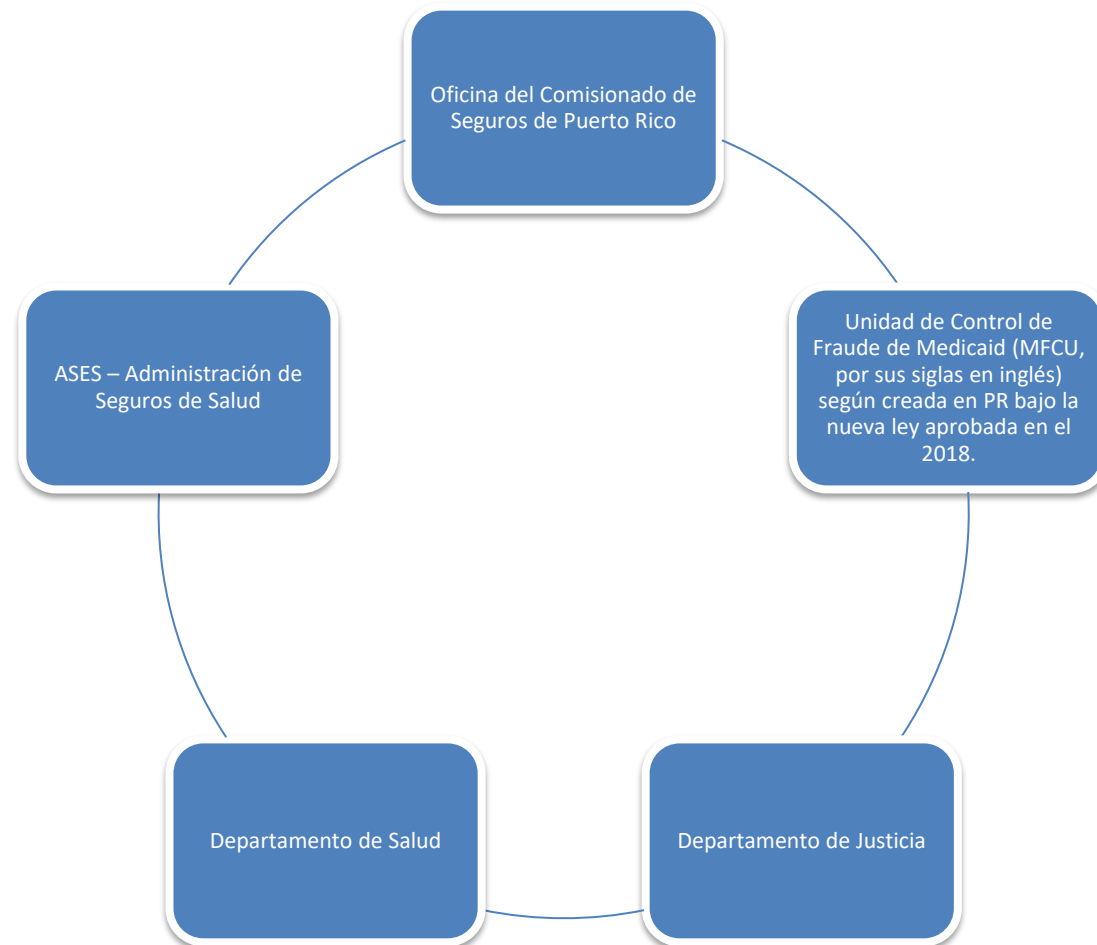 Oficina del Comisionado de
Seguros de Puerto Rico
Unidad de Control de
Fraude de Medicaid (MFCU,
por sus siglas en inglés)
según creada en PR bajo la
nueva ley aprobada en el
2018.
Departamento de Justicia
Departamento de Salud
ASES – Administración de
Seguros de Salud